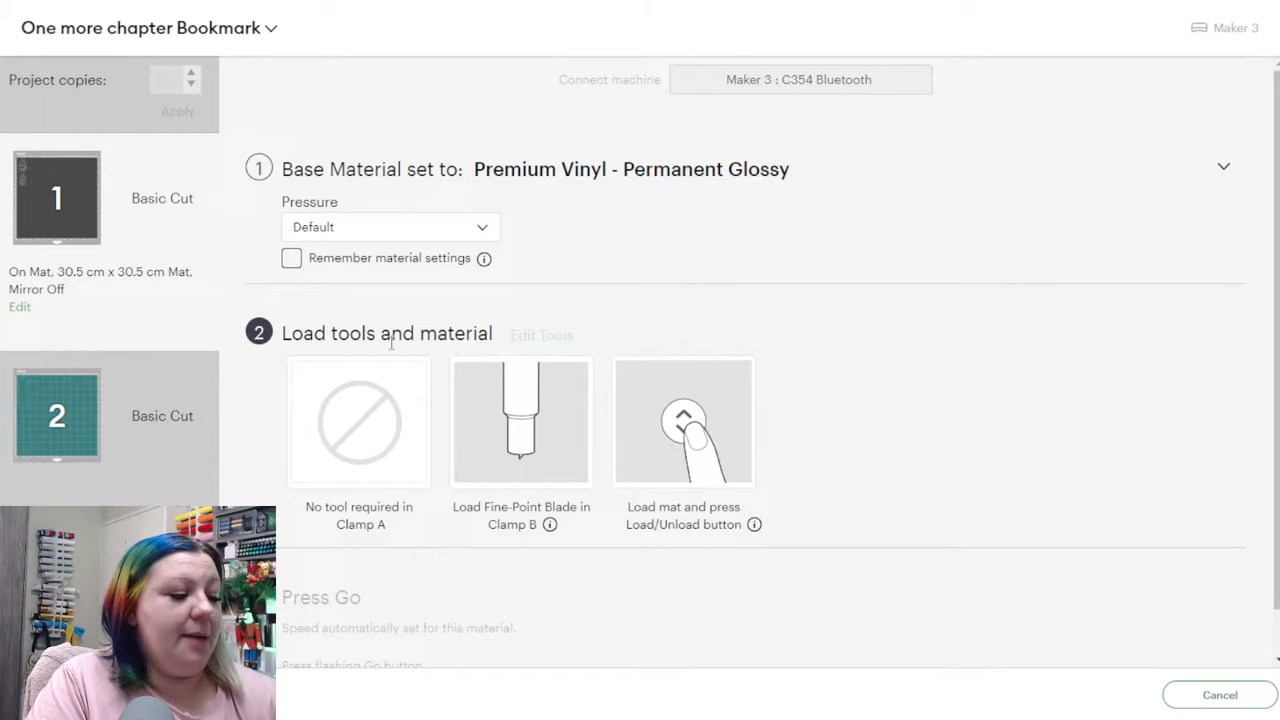 One more chapter Bookmark
Maker 3
Project copies:
Apply
Connect machine
Maker 3 : C354 Bluetooth
1
Basic Cut
On Mat, 30.5 cm x 30.5 cm Mat,
Mirror Off
Edit
2
Basic Cut
1 Base Material set to: Premium Vinyl - Permanent Glossy
Pressure
Default
Remember material settings
2 Load tools and material Edit Tools
No tool required in
Clamp A
Load Fine-Point Blade in
Clamp B
Load mat and press
Load/Unload button
Press Go
Speed automatically set for this material.
Press flashing Go button
Cancel